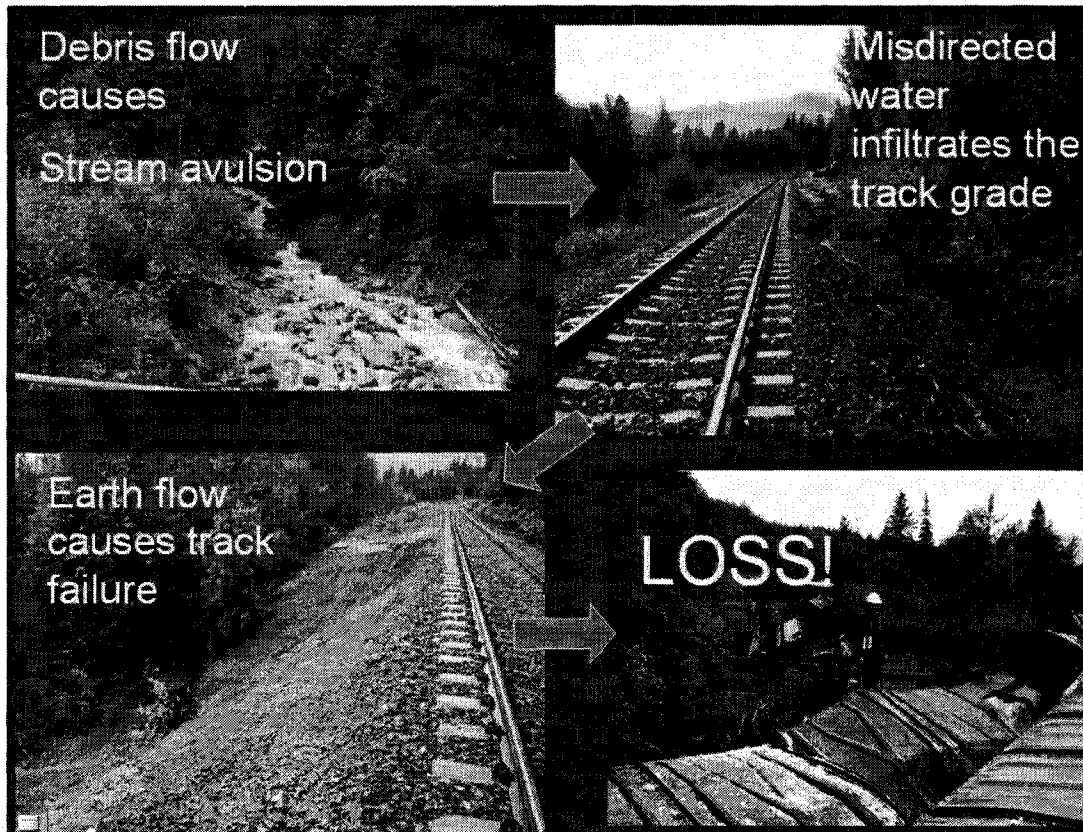 Debris flow
causes
Stream avulsion
Misdirected
water
infiltrates the
track grade
Earth flow
causes track
failure
LOSS!